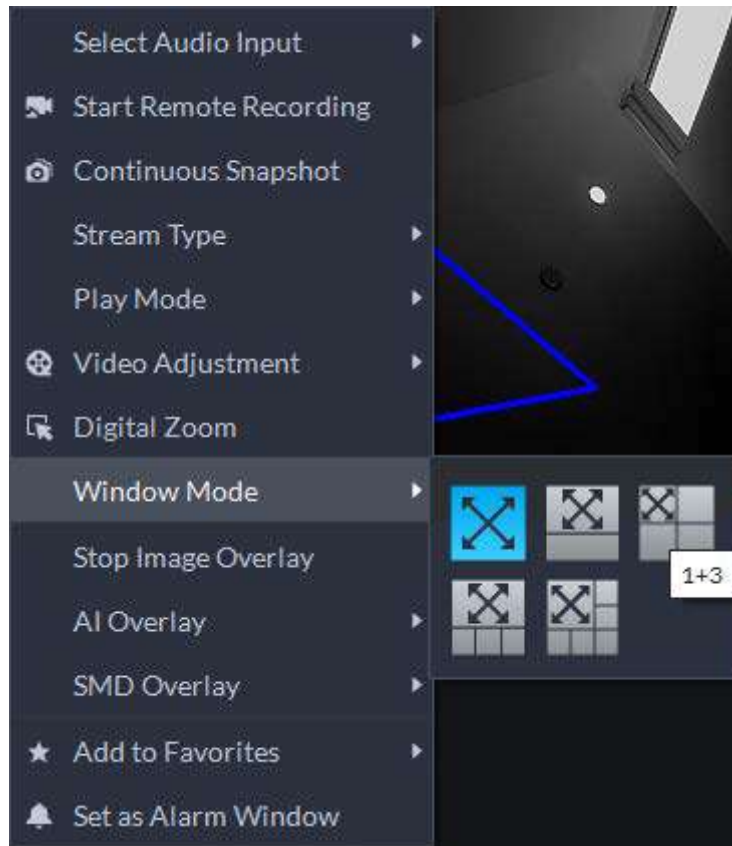 Select Audio Input
Start Remote Recording
Continuous Snapshot
Stream Type
Play Mode
Video Adjustment
Digital Zoom
Window Mode
1+3
Stop Image Overlay
AI Overlay
SMD Overlay
Add to Favorites
Set as Alarm Window